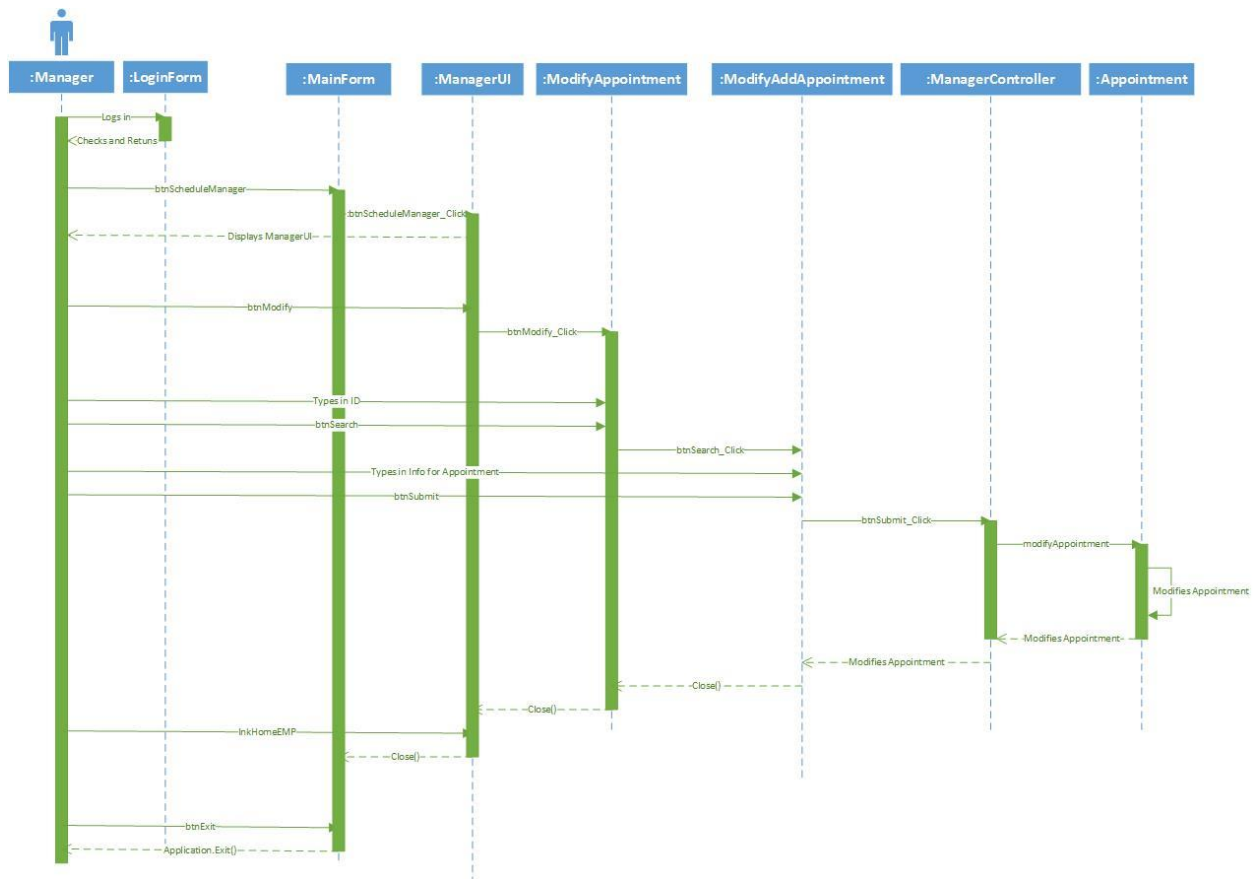 :Manager
:LoginForm
:MainForm
:ManagerUI
:ModifyAppointment
:ModifyAddAppointment
:ManagerController
:Appointment
Logs in
Checks and Retuns
btnScheduleManager
:btnScheduleManager_Click
Displays ManagerUI
btnModify
btnModify_Click
Types in ID
btnSearch
btnSearch_Click
Types in Info for Appointment
btnSubmit
btnSubmit_Click
modifyAppointment
Modifies Appointment
Modifies Appointment
Modifies Appointment
Close()
Close()
lnkHomeEMP
Close()
btnExit
Application.Exit()